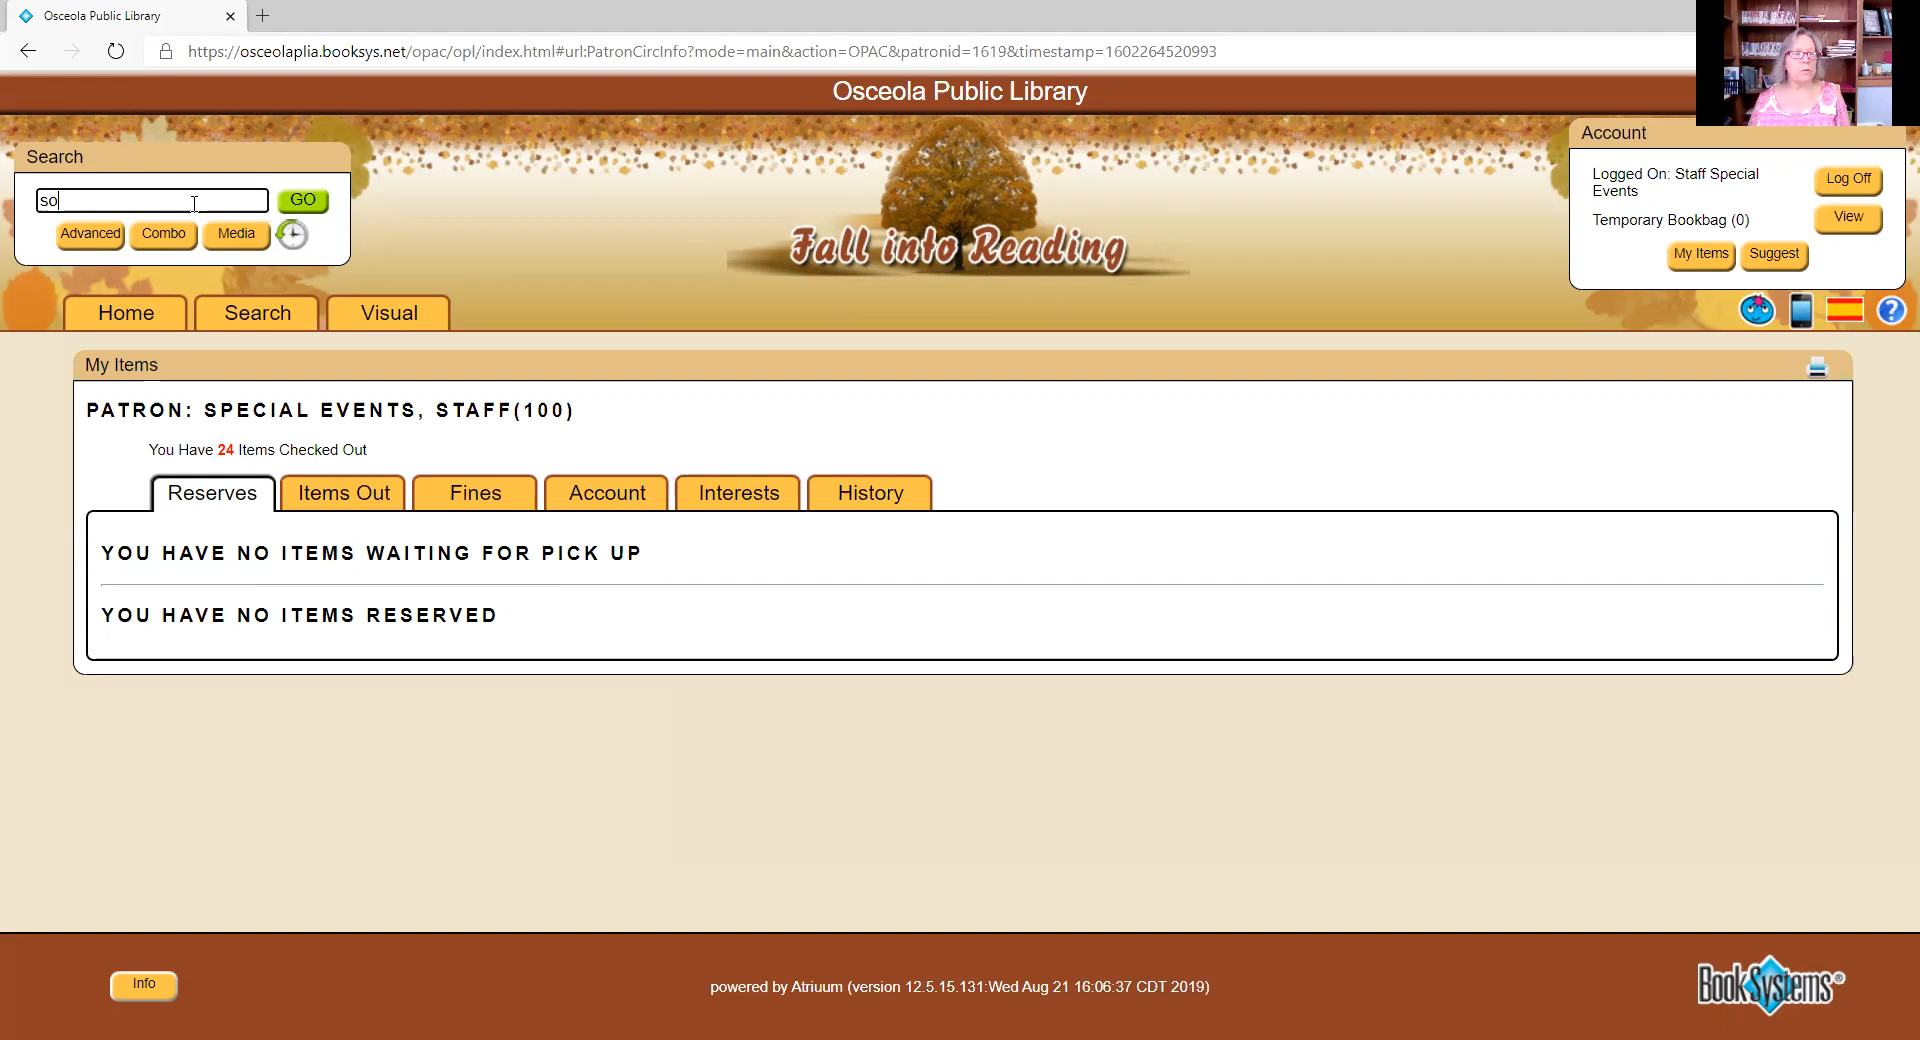 Osceola Public Library
https://osceolaplia.booksys.net/opac/opl/index.html#url:PatronCircInfo?mode=main&action=OPAC&patronid=1619&timestamp=1602264520993
Osceola Public Library
Search
so
GO
Advanced
Combo
Media
Fall into Reading
Account
Logged On: Staff Special
Events
Log Off
Temporary Bookbag (0)
View
My Items
Suggest
Home
Search
Visual
?
My Items
PATRON: SPECIAL EVENTS, STAFF(100)
You Have 24 Items Checked Out
Reserves
Items Out
Fines
Account
Interests
History
YOU HAVE NO ITEMS WAITING FOR PICK UP
YOU HAVE NO ITEMS RESERVED
Info
powered by Atriuum (version 12.5.15.131:Wed Aug 21 16:06:37 CDT 2019)
BookSystems®